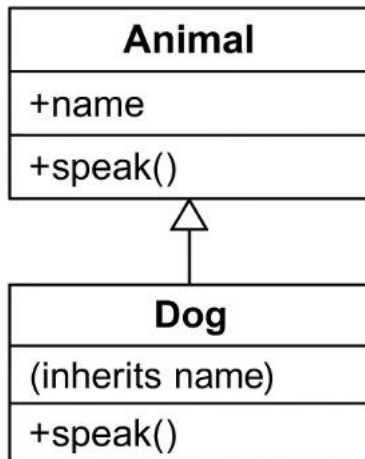 Animal
+name
+speak()
Dog
(inherits name)
+speak()